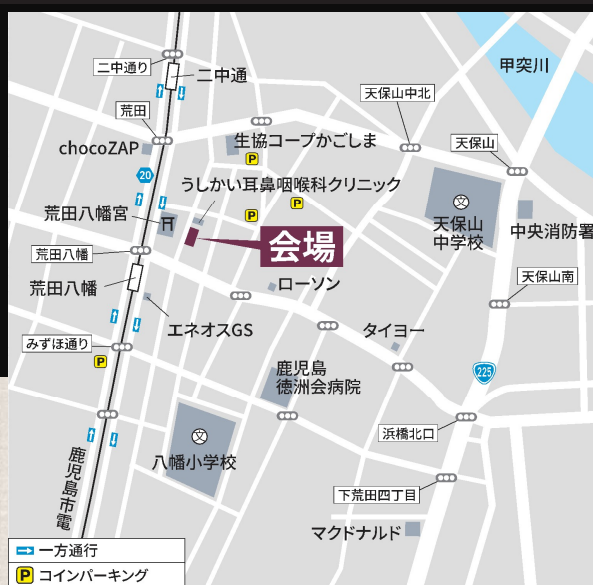 二中通り
二中通
甲突川
天保山中北
荒田
chocoZAP
生協コープかごしま
天保山
P
20
うしかい耳鼻咽喉科クリニック
P
P
文
荒田八幡宮
天保山
中学校
中央消防署
会場
荒田八幡
荒田八幡
ローソン
天保山南
エネオスGS
タイヨー
みずほ通り
P
鹿児島
徳洲会病院
225
文
浜橋北口
八幡小学校
鹿児島市電
下荒田四丁目
マクドナルド
一方通行
P コインパーキング